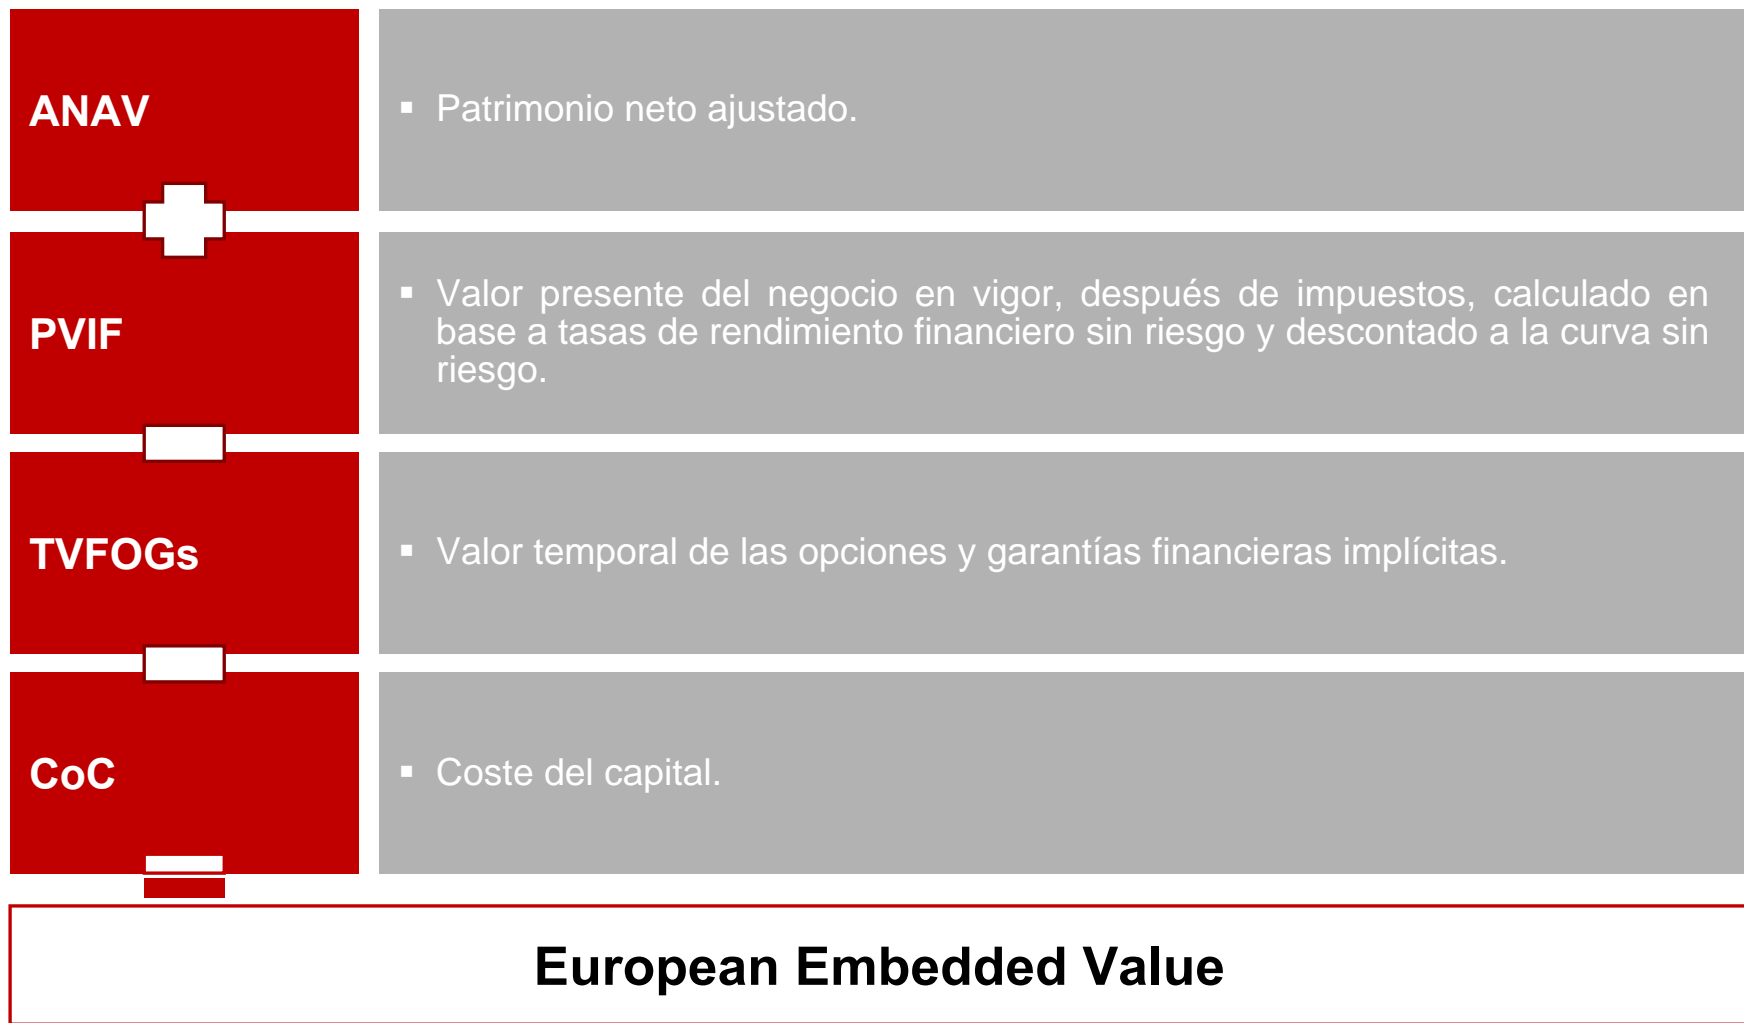 ANAV
▪ Patrimonio neto ajustado.
PVIF
▪ Valor presente del negocio en vigor, después de impuestos, calculado en
base a tasas de rendimiento financiero sin riesgo y descontado a la curva sin
riesgo.
TVFOGs
▪ Valor temporal de las opciones y garantías financieras implícitas.
CoC
▪ Coste del capital.
European Embedded Value